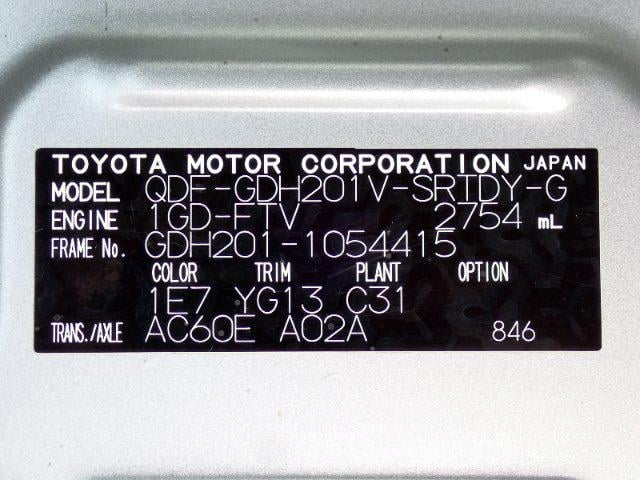 TOYOTA MOTOR CORPORATION JAPAN
MODEL QDF-GDH201V-SRTDY-G
ENGINE 1GD-FTV 2754 mL
FRAME No. GDH201-1054415
COLOR TRIM PLANT OPTION
1E7 YG13 C31
TRANS./AXLE AC60E A02A 846